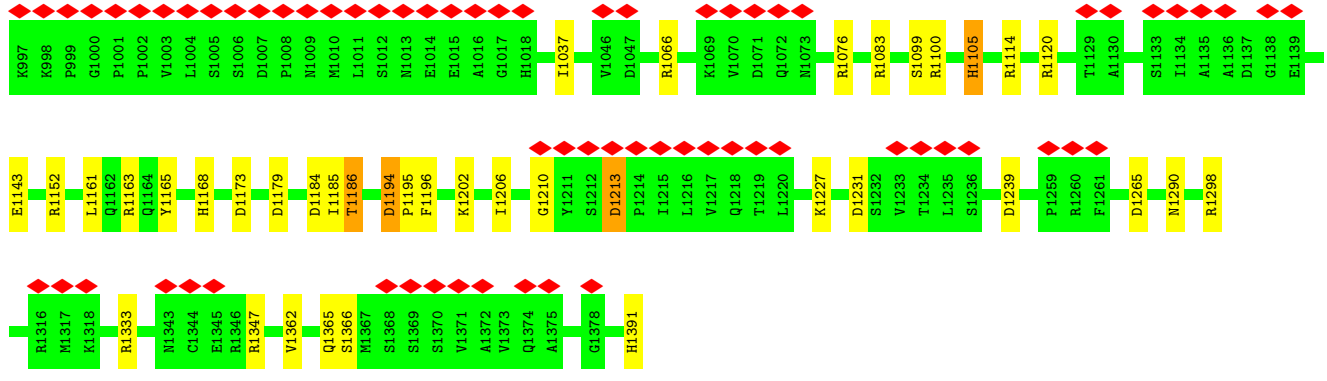 K997 K998 P999 G1000 P1001 P1002 V1003 L1004 S1005 S1006 D1007 P1008 N1009 M1010 L1011 S1012 N1013 E1014 E1015 A1016 G1017 H1018 I1037 V1046 D1047 R1066 K1069 V1070 D1071 Q1072 N1073 R1076 R1083 S1099 R1100 H1105 R1114 R1120 T1129 A1130 S1133 I1134 A1135 A1136 D1137 G1138 E1139
E1143 R1152 L1161 Q1162 R1163 Q1164 Y1165 H1168 D1173 D1179 D1184 I1185 T1186 D1194 P1195 F1196 K1202 I1206 G1210 Y1211 S1212 D1213 P1214 I1215 L1216 V1217 Q1218 T1219 L1220 K1227 D1231 S1232 V1233 T1234 L1235 S1236 D1239 P1259 R1260 F1261 D1265 N1290 R1298
R1316 M1317 K1318 R1333 N1343 C1344 E1345 R1346 R1347 V1362 Q1365 S1366 M1367 S1368 S1369 S1370 V1371 A1372 V1373 Q1374 A1375 G1378 H1391